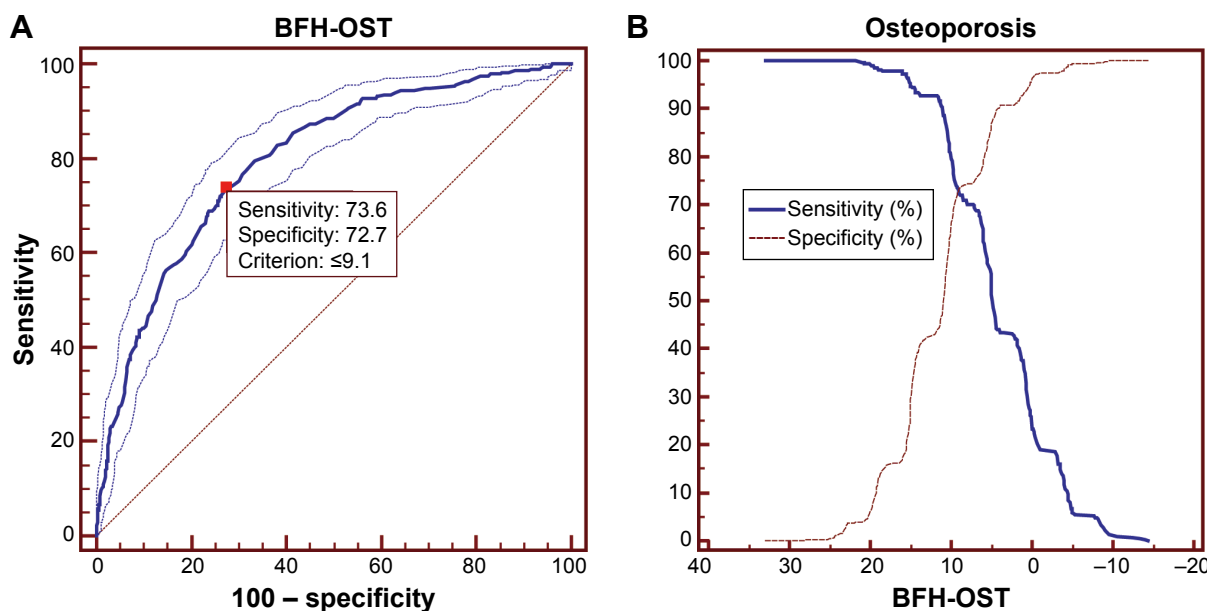 A
BFH-OST
Sensitivity
100
80
60
40
20
0
Sensitivity: 73.6
Specificity: 72.7
Criterion: ≤9.1
0 20 40 60 80 100
100 – specificity
B
Osteoporosis
100
90
80
70
60
50
40
30
20
10
0
Sensitivity (%)
Specificity (%)
40 30 20 10 0 –10 –20
BFH-OST